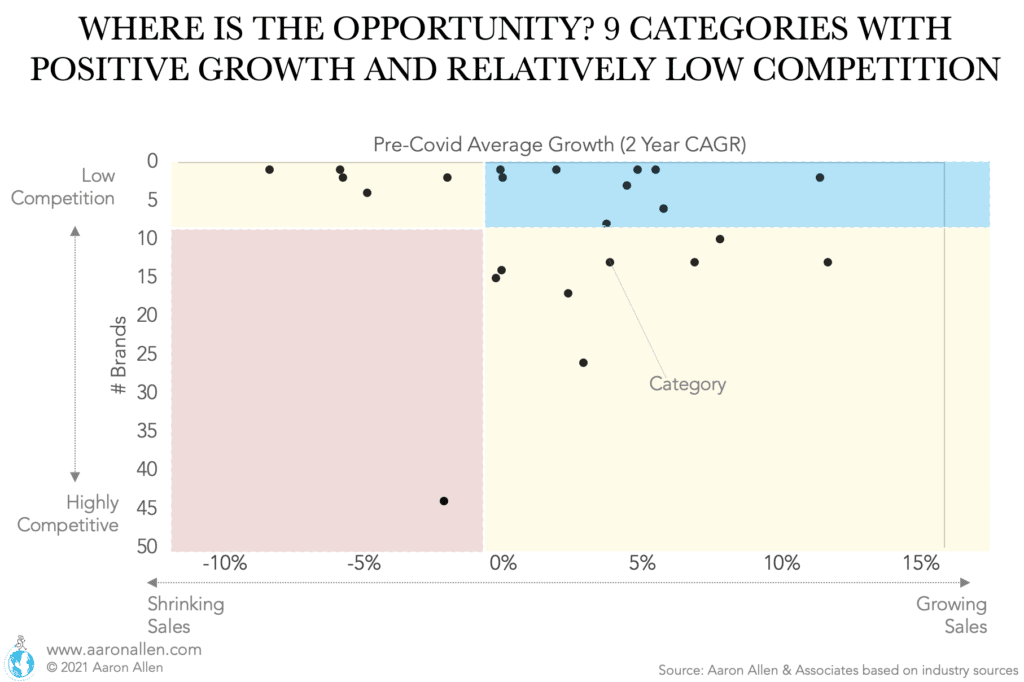 WHERE IS THE OPPORTUNITY? 9 CATEGORIES WITH
POSITIVE GROWTH AND RELATIVELY LOW COMPETITION
Pre-Covid Average Growth (2 Year CAGR)
Low
Competition
Highly
Competitive
# Brands
0
5
10
15
20
25
30
35
40
45
50
Category
-10%
-5%
0%
5%
10%
15%
Shrinking
Sales
Growing
Sales
www.aaronallen.com
© 2021 Aaron Allen
Source: Aaron Allen & Associates based on industry sources